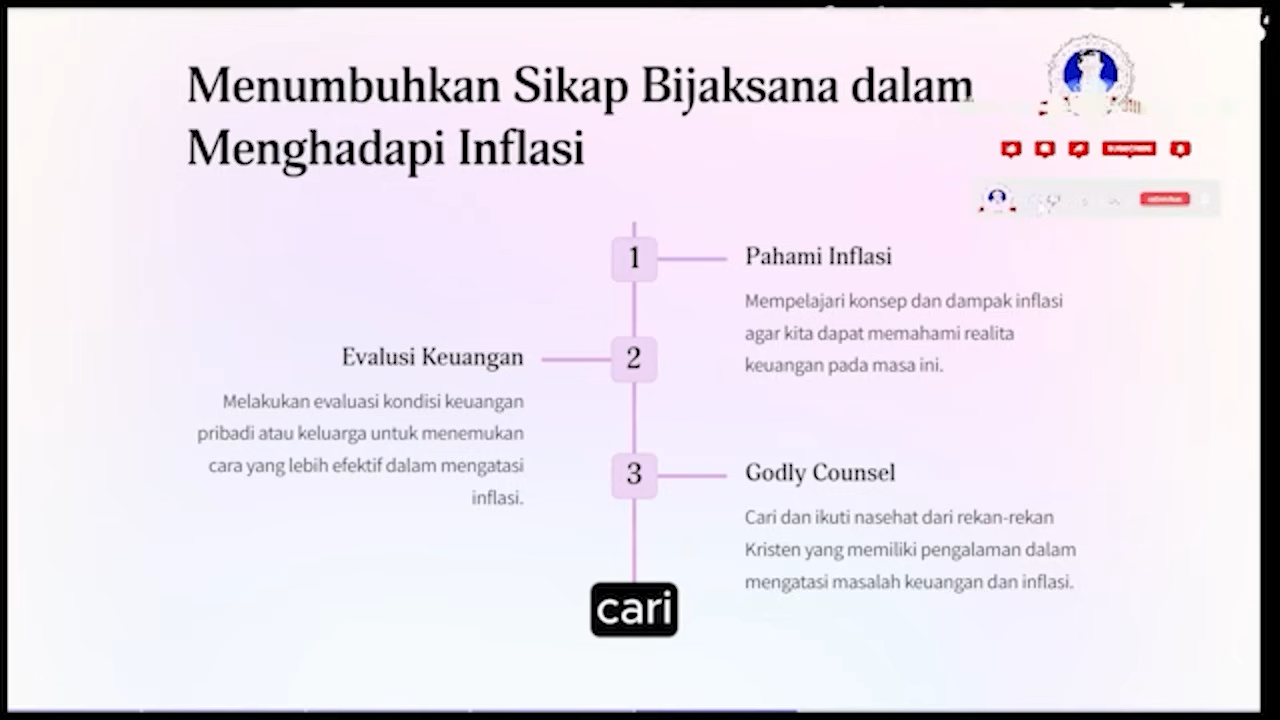 Menumbuhkan Sikap Bijaksana dalam
Menghadapi Inflasi
1
Pahami Inflasi
Mempelajari konsep dan dampak inflasi
agar kita dapat memahami realita
keuangan pada masa ini.
Evalusi Keuangan
2
Melakukan evaluasi kondisi keuangan
pribadi atau keluarga untuk menemukan
cara yang lebih efektif dalam mengatasi
inflasi.
3
Godly Counsel
Cari dan ikuti nasehat dari rekan-rekan
Kristen yang memiliki pengalaman dalam
mengatasi masalah keuangan dan inflasi.
cari